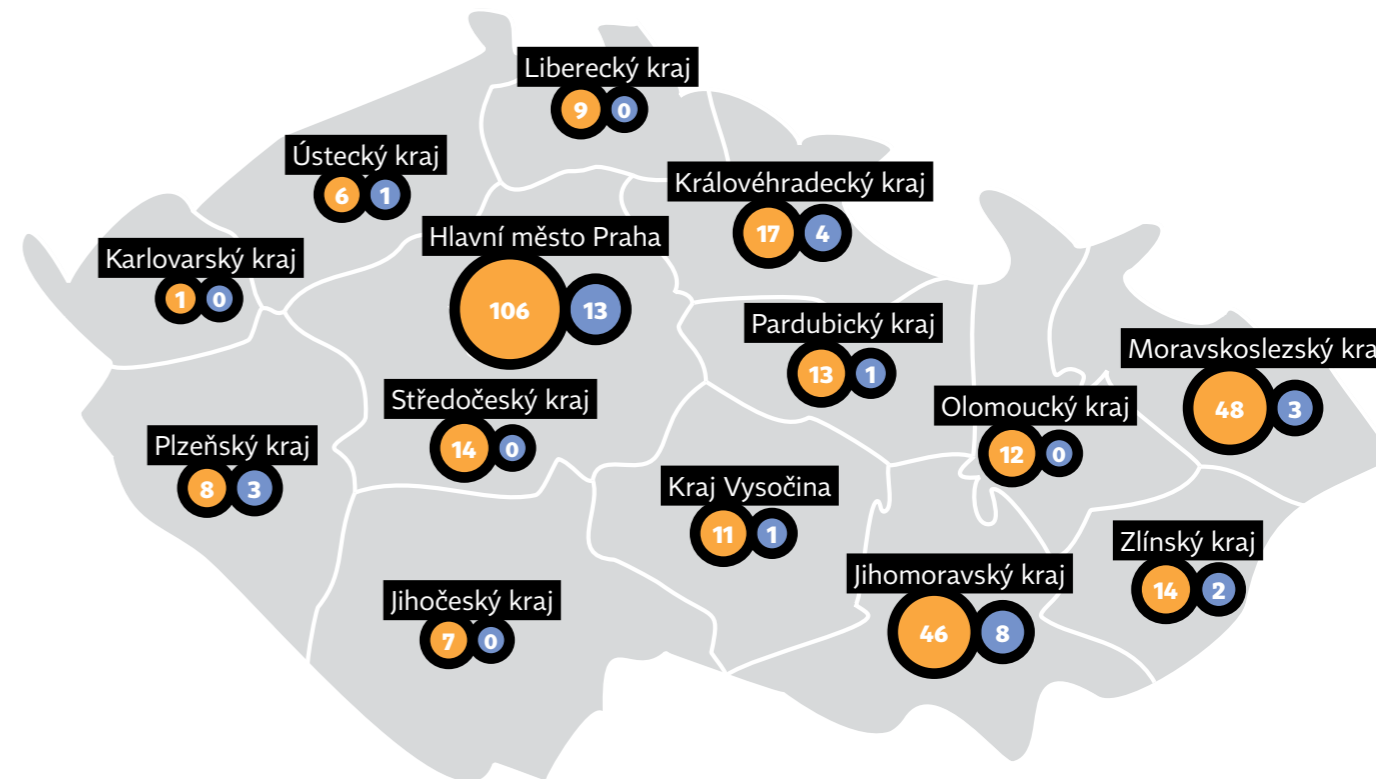 Liberecký kraj
9 0
Ústecký kraj
6 1
Královéhradecký kraj
17 4
Hlavní město Praha
106 13
Karlovarský kraj
1 0
Pardubický kraj
13 1
Moravskoslezský kra
48 3
Středočeský kraj
14 0
Olomoucký kraj
12 0
Plzeňský kraj
8 3
Kraj Vysočina
11 1
Zlínský kraj
14 2
Jihomoravský kraj
46 8
Jihočeský kraj
7 0